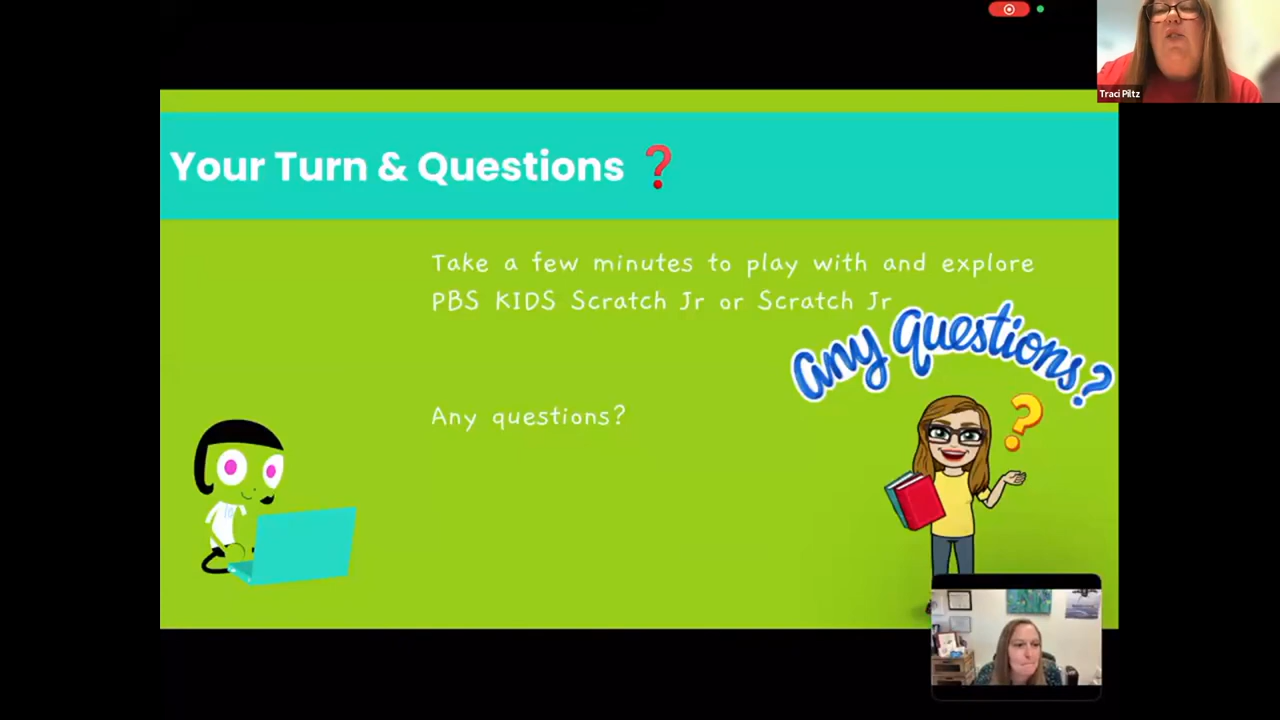 Traci Piltz
Your Turn & Questions ❓
Take a few minutes to play with and explore
PBS KIDS Scratch Jr or Scratch Jr
any questions?
Any questions?